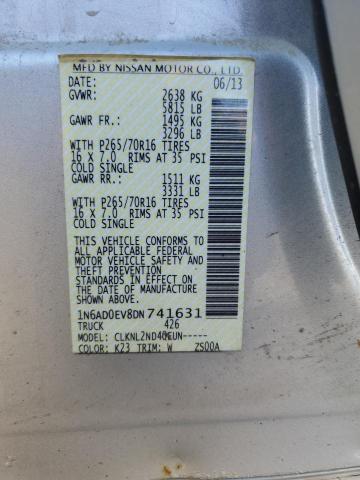 MFD BY NISSAN MOTOR CO., LTD.
DATE: 06/13
GVWR: 2638 KG
5815 LB
GAWR FR.: 1495 KG
3296 LB
WITH P265/70R16 TIRES
16 X 7.0 RIMS AT 35 PSI
COLD SINGLE
GAWR RR.: 1511 KG
3331 LB
WITH P265/70R16 TIRES
16 X 7.0 RIMS AT 35 PSI
COLD SINGLE
THIS VEHICLE CONFORMS TO
ALL APPLICABLE FEDERAL
MOTOR VEHICLE SAFETY AND
AND THEFT PREVENTION
STANDARDS IN EFFECT ON THE
DATE OF MANUFACTURE
SHOWN ABOVE.
1N6AD0EV8DN741631
TRUCK 426
MODEL: CLKNL2ND40EUN-----
COLOR: K23 TRIM: W ZS00A